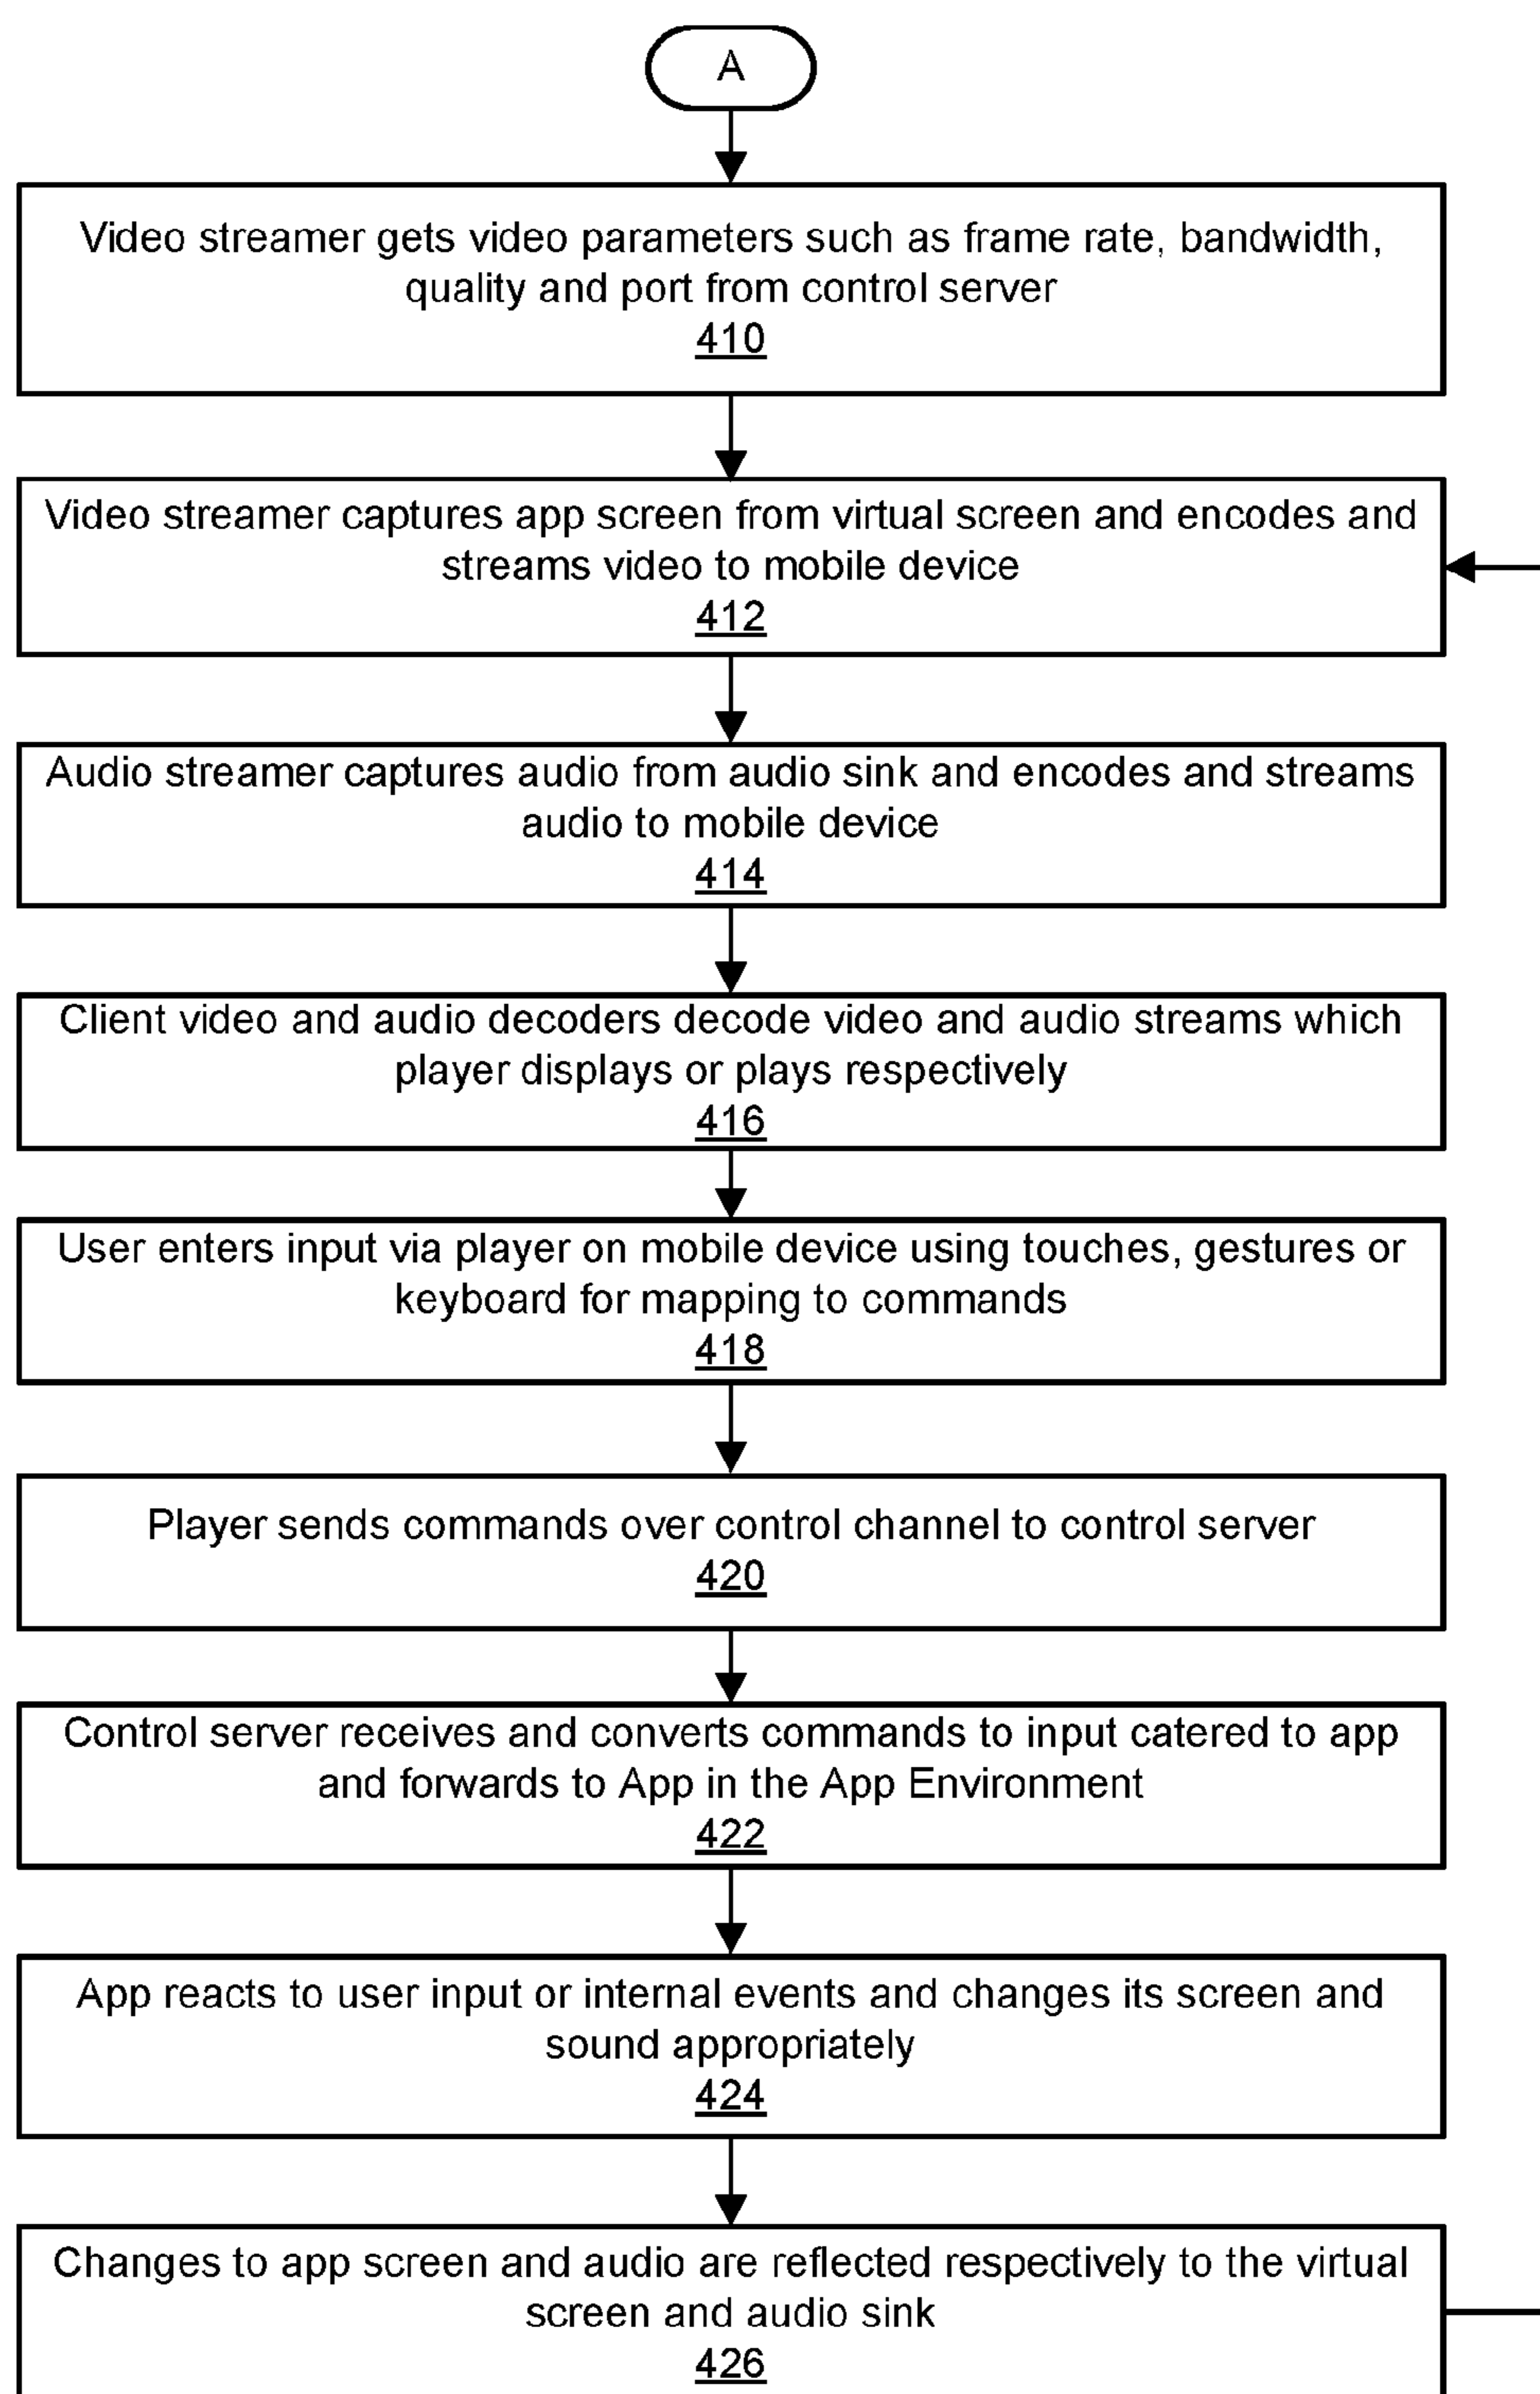 A
Video streamer gets video parameters such as frame rate, bandwidth,
quality and port from control server
410
Video streamer captures app screen from virtual screen and encodes and
streams video to mobile device
412
Audio streamer captures audio from audio sink and encodes and streams
audio to mobile device
414
Client video and audio decoders decode video and audio streams which
player displays or plays respectively
416
User enters input via player on mobile device using touches, gestures or
keyboard for mapping to commands
418
Player sends commands over control channel to control server
420
Control server receives and converts commands to input catered to app
and forwards to App in the App Environment
422
App reacts to user input or internal events and changes its screen and
sound appropriately
424
Changes to app screen and audio are reflected respectively to the virtual
screen and audio sink
426